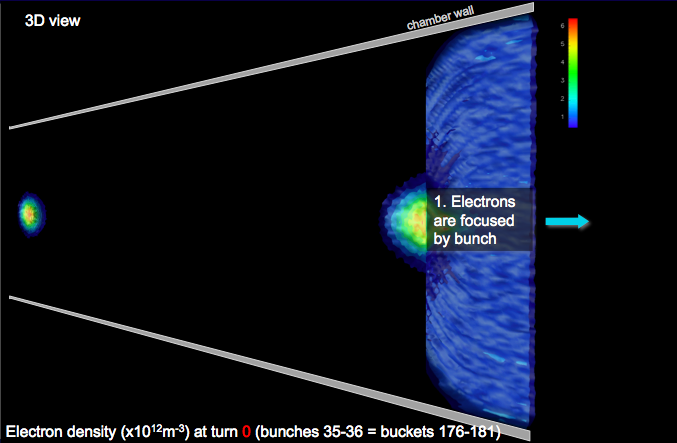 3D view
chamber wall
6
5
4
3
2
1
1. Electrons
are focused
by bunch
Electron density (x10¹²m⁻³) at turn 0 (bunches 35-36 = buckets 176-181)